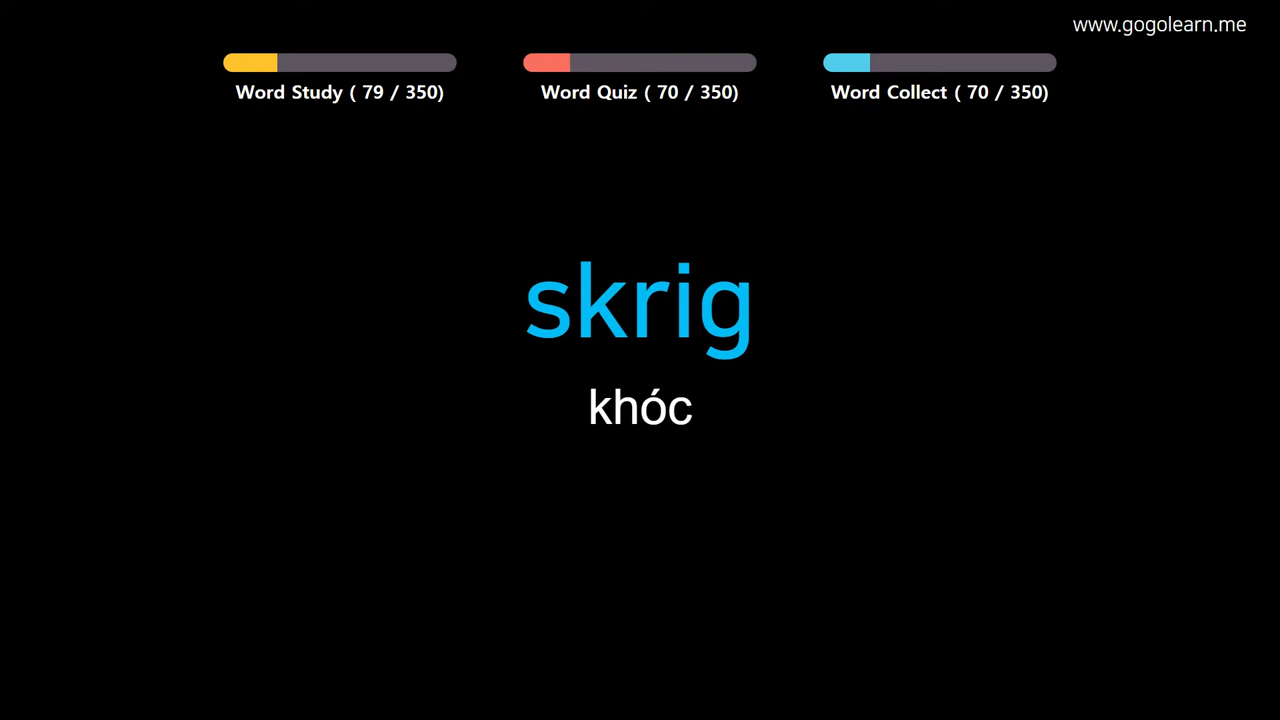 www.gogolearn.me
Word Study ( 79 / 350)
Word Quiz ( 70 / 350)
Word Collect ( 70 / 350)
skrig
khóc